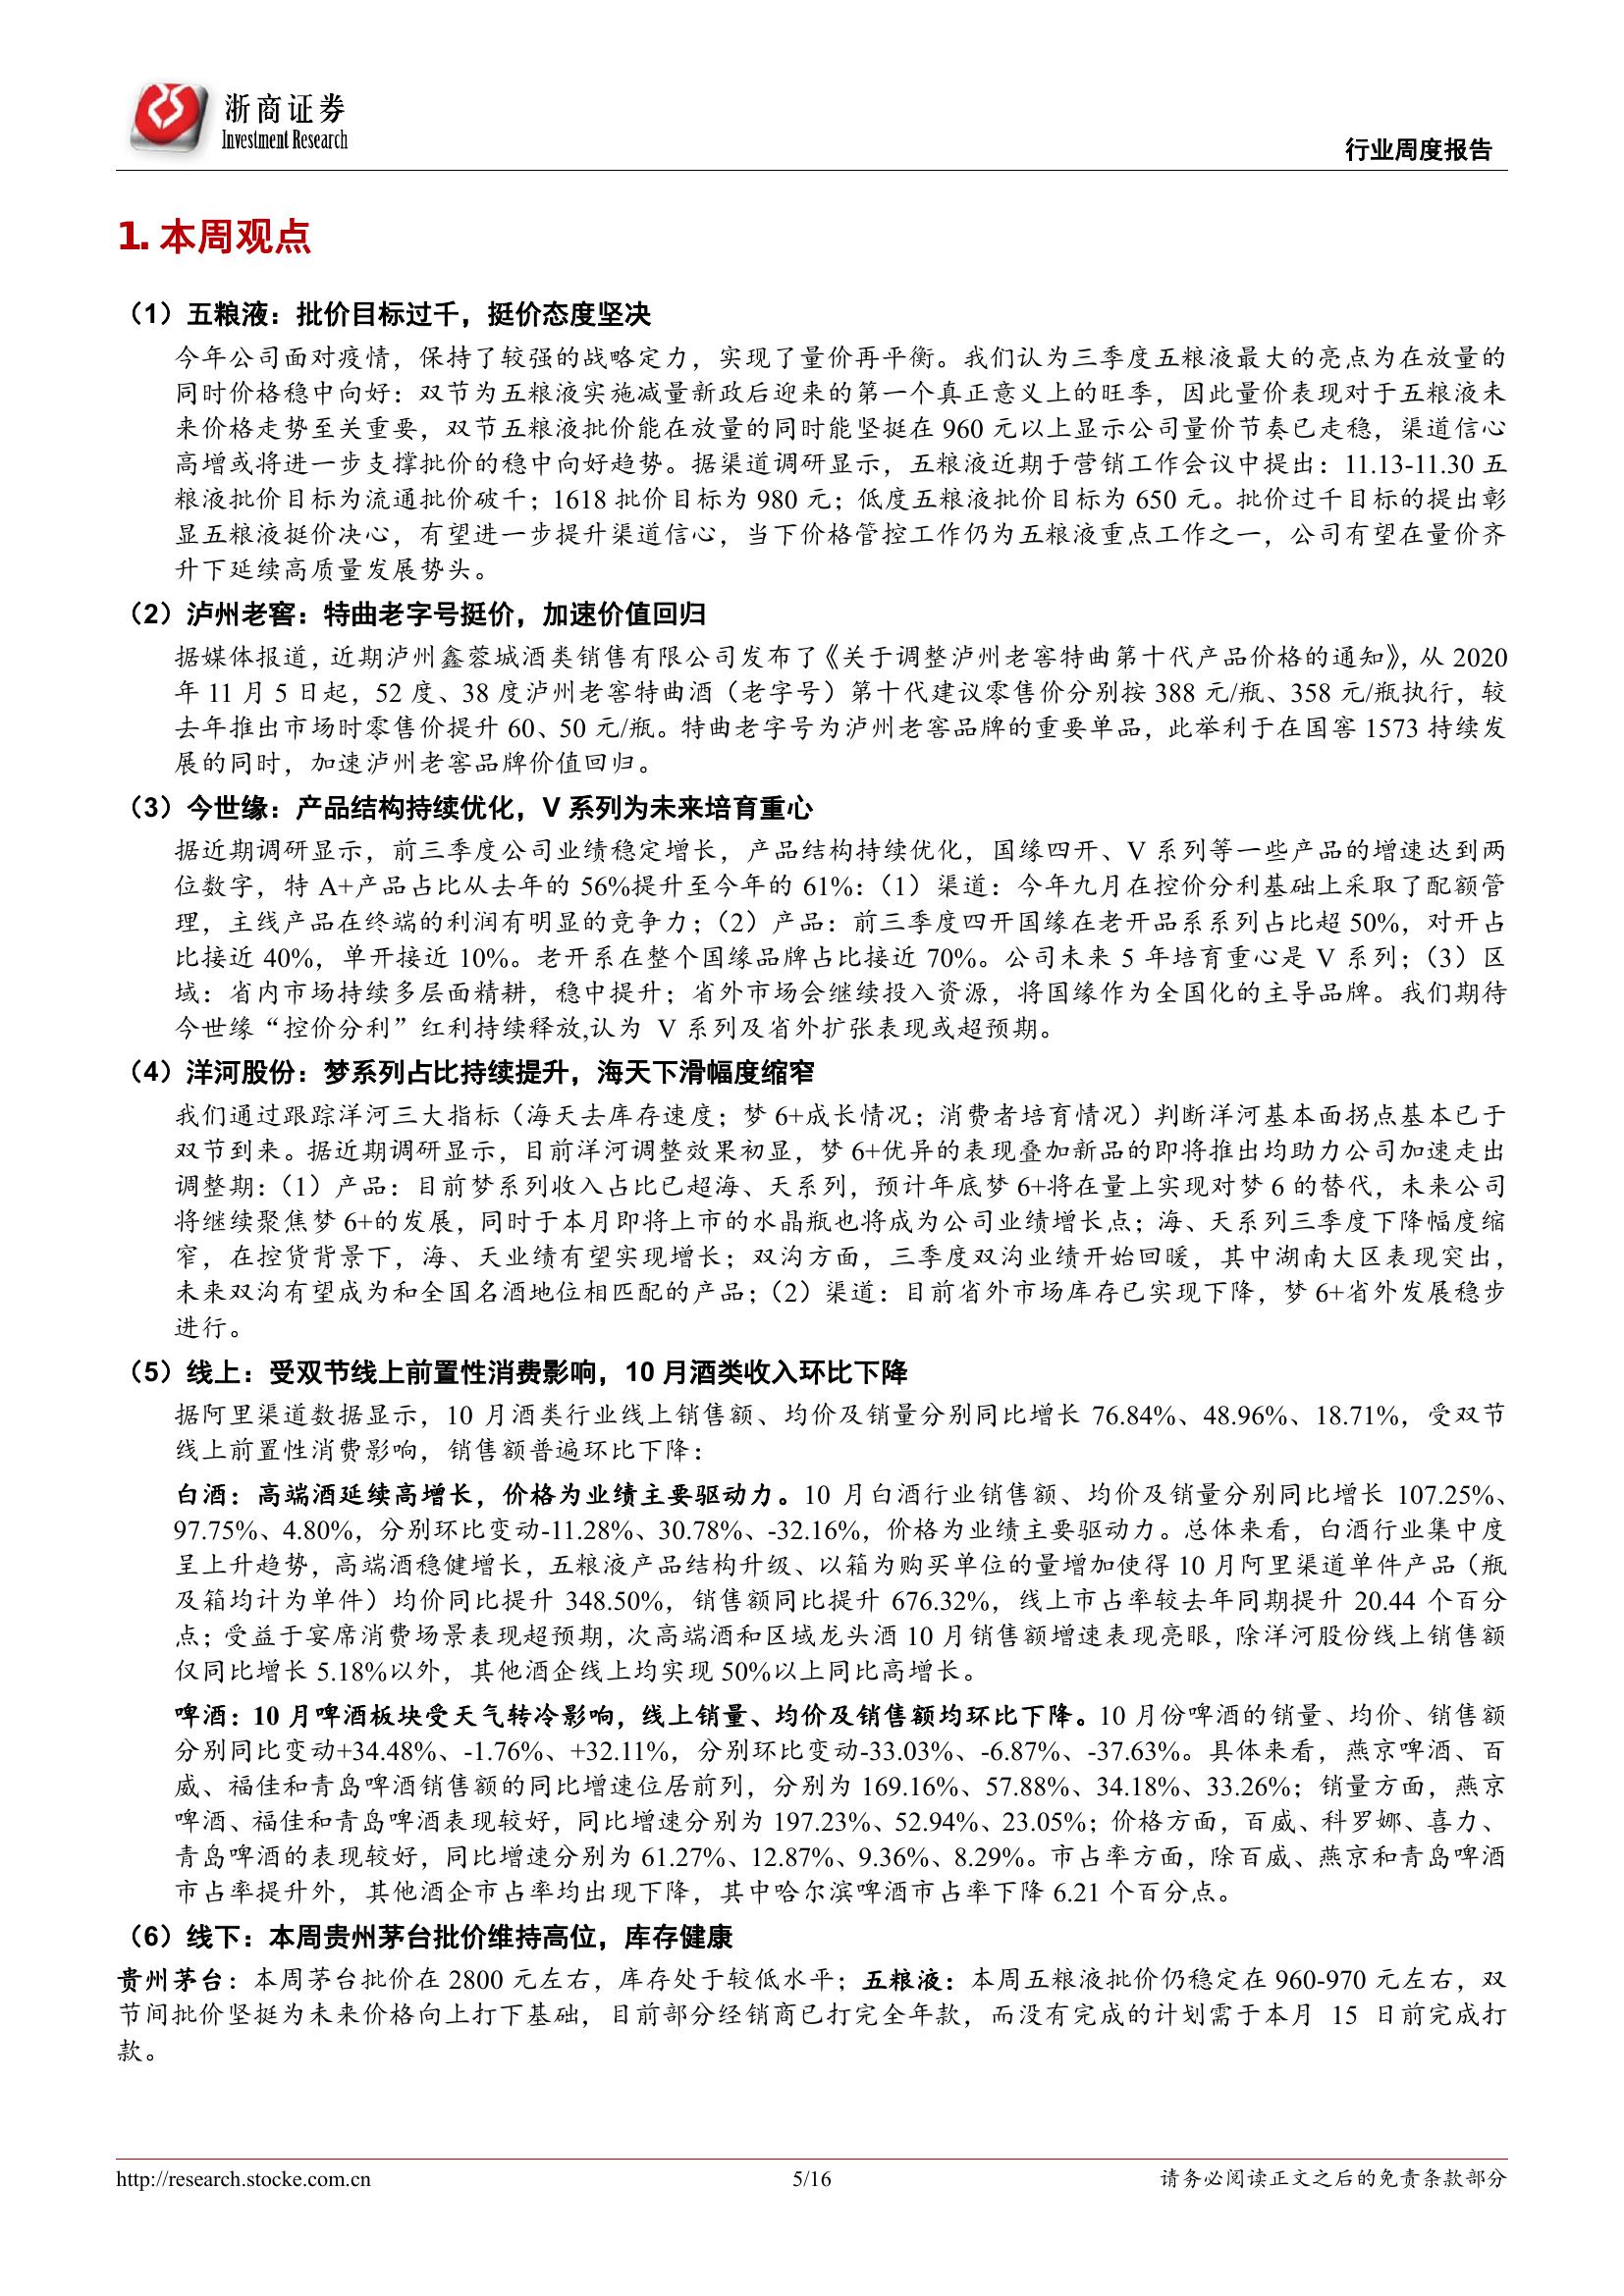 浙商证券
Investment Research
行业周度报告
1. 本周观点
（1）五粮液：批价目标过千，挺价态度坚决
今年公司面对疫情，保持了较强的战略定力，实现了量价再平衡。我们认为三季度五粮液最大的亮点为在放量的
同时价格稳中向好：双节为五粮液实施减量新政后迎来的第一个真正意义上的旺季，因此量价表现对于五粮液未
来价格走势至关重要，双节五粮液批价能在放量的同时能坚挺在 960 元以上显示公司量价节奏已走稳，渠道信心
高增或将进一步支撑批价的稳中向好趋势。据渠道调研显示，五粮液近期于营销工作会议中提出：11.13-11.30 五
粮液批价目标为流通批价破千；1618 批价目标为 980 元；低度五粮液批价目标为 650 元。批价过千目标的提出彰
显五粮液挺价决心，有望进一步提升渠道信心，当下价格管控工作仍为五粮液重点工作之一，公司有望在量价齐
升下延续高质量发展势头。
（2）泸州老窖：特曲老字号挺价，加速价值回归
据媒体报道，近期泸州鑫蓉城酒类销售有限公司发布了《关于调整泸州老窖特曲第十代产品价格的通知》，从 2020
年 11 月 5 日起，52 度、38 度泸州老窖特曲酒（老字号）第十代建议零售价分别按 388 元/瓶、358 元/瓶执行，较
去年推出市场时零售价提升 60、50 元/瓶。特曲老字号为泸州老窖品牌的重要单品，此举利于在国窖 1573 持续发
展的同时，加速泸州老窖品牌价值回归。
（3）今世缘：产品结构持续优化，V 系列为未来培育重心
据近期调研显示，前三季度公司业绩稳定增长，产品结构持续优化，国缘四开、V 系列等一些产品的增速达到两
位数字，特 A+产品占比从去年的 56%提升至今年的 61%：（1）渠道：今年九月在控价分利基础上采取了配额管
理，主线产品在终端的利润有明显的竞争力；（2）产品：前三季度四开国缘在老开品系系列占比超 50%，对开占
比接近 40%，单开接近 10%。老开系在整个国缘品牌占比接近 70%。公司未来 5 年培育重心是 V 系列；（3）区
域：省内市场持续多层面精耕，稳中提升；省外市场会继续投入资源，将国缘作为全国化的主导品牌。我们期待
今世缘“控价分利”红利持续释放,认为 V 系列及省外扩张表现或超预期。
（4）洋河股份：梦系列占比持续提升，海天下滑幅度缩窄
我们通过跟踪洋河三大指标（海天去库存速度；梦 6+成长情况；消费者培育情况）判断洋河基本面拐点基本已于
双节到来。据近期调研显示，目前洋河调整效果初显，梦 6+优异的表现叠加新品的即将推出均助力公司加速走出
调整期：（1）产品：目前梦系列收入占比已超海、天系列，预计年底梦 6+将在量上实现对梦 6 的替代，未来公司
将继续聚焦梦 6+的发展，同时于本月即将上市的水晶瓶也将成为公司业绩增长点；海、天系列三季度下降幅度缩
窄，在控货背景下，海、天业绩有望实现增长；双沟方面，三季度双沟业绩开始回暖，其中湖南大区表现突出，
未来双沟有望成为和全国名酒地位相匹配的产品；（2）渠道：目前省外市场库存已实现下降，梦 6+省外发展稳步
进行。
（5）线上：受双节线上前置性消费影响，10 月酒类收入环比下降
据阿里渠道数据显示，10 月酒类行业线上销售额、均价及销量分别同比增长 76.84%、48.96%、18.71%，受双节
线上前置性消费影响，销售额普遍环比下降：
白酒：高端酒延续高增长，价格为业绩主要驱动力。10 月白酒行业销售额、均价及销量分别同比增长 107.25%、
97.75%、4.80%，分别环比变动-11.28%、30.78%、-32.16%，价格为业绩主要驱动力。总体来看，白酒行业集中度
呈上升趋势，高端酒稳健增长，五粮液产品结构升级、以箱为购买单位的量增加使得 10 月阿里渠道单件产品（瓶
及箱均计为单件）均价同比提升 348.50%，销售额同比提升 676.32%，线上市占率较去年同期提升 20.44 个百分
点；受益于宴席消费场景表现超预期，次高端酒和区域龙头酒 10 月销售额增速表现亮眼，除洋河股份线上销售额
仅同比增长 5.18%以外，其他酒企线上均实现 50%以上同比高增长。
啤酒：10 月啤酒板块受天气转冷影响，线上销量、均价及销售额均环比下降。10 月份啤酒的销量、均价、销售额
分别同比变动+34.48%、-1.76%、+32.11%，分别环比变动-33.03%、-6.87%、-37.63%。具体来看，燕京啤酒、百
威、福佳和青岛啤酒销售额的同比增速位居前列，分别为 169.16%、57.88%、34.18%、33.26%；销量方面，燕京
啤酒、福佳和青岛啤酒表现较好，同比增速分别为 197.23%、52.94%、23.05%；价格方面，百威、科罗娜、喜力、
青岛啤酒的表现较好，同比增速分别为 61.27%、12.87%、9.36%、8.29%。市占率方面，除百威、燕京和青岛啤酒
市占率提升外，其他酒企市占率均出现下降，其中哈尔滨啤酒市占率下降 6.21 个百分点。
（6）线下：本周贵州茅台批价维持高位，库存健康
贵州茅台：本周茅台批价在 2800 元左右，库存处于较低水平；五粮液：本周五粮液批价仍稳定在 960-970 元左右，双
节间批价坚挺为未来价格向上打下基础，目前部分经销商已打完全年款，而没有完成的计划需于本月 15 日前完成打
款。
http://research.stocke.com.cn
5/16
请务必阅读正文之后的免责条款部分